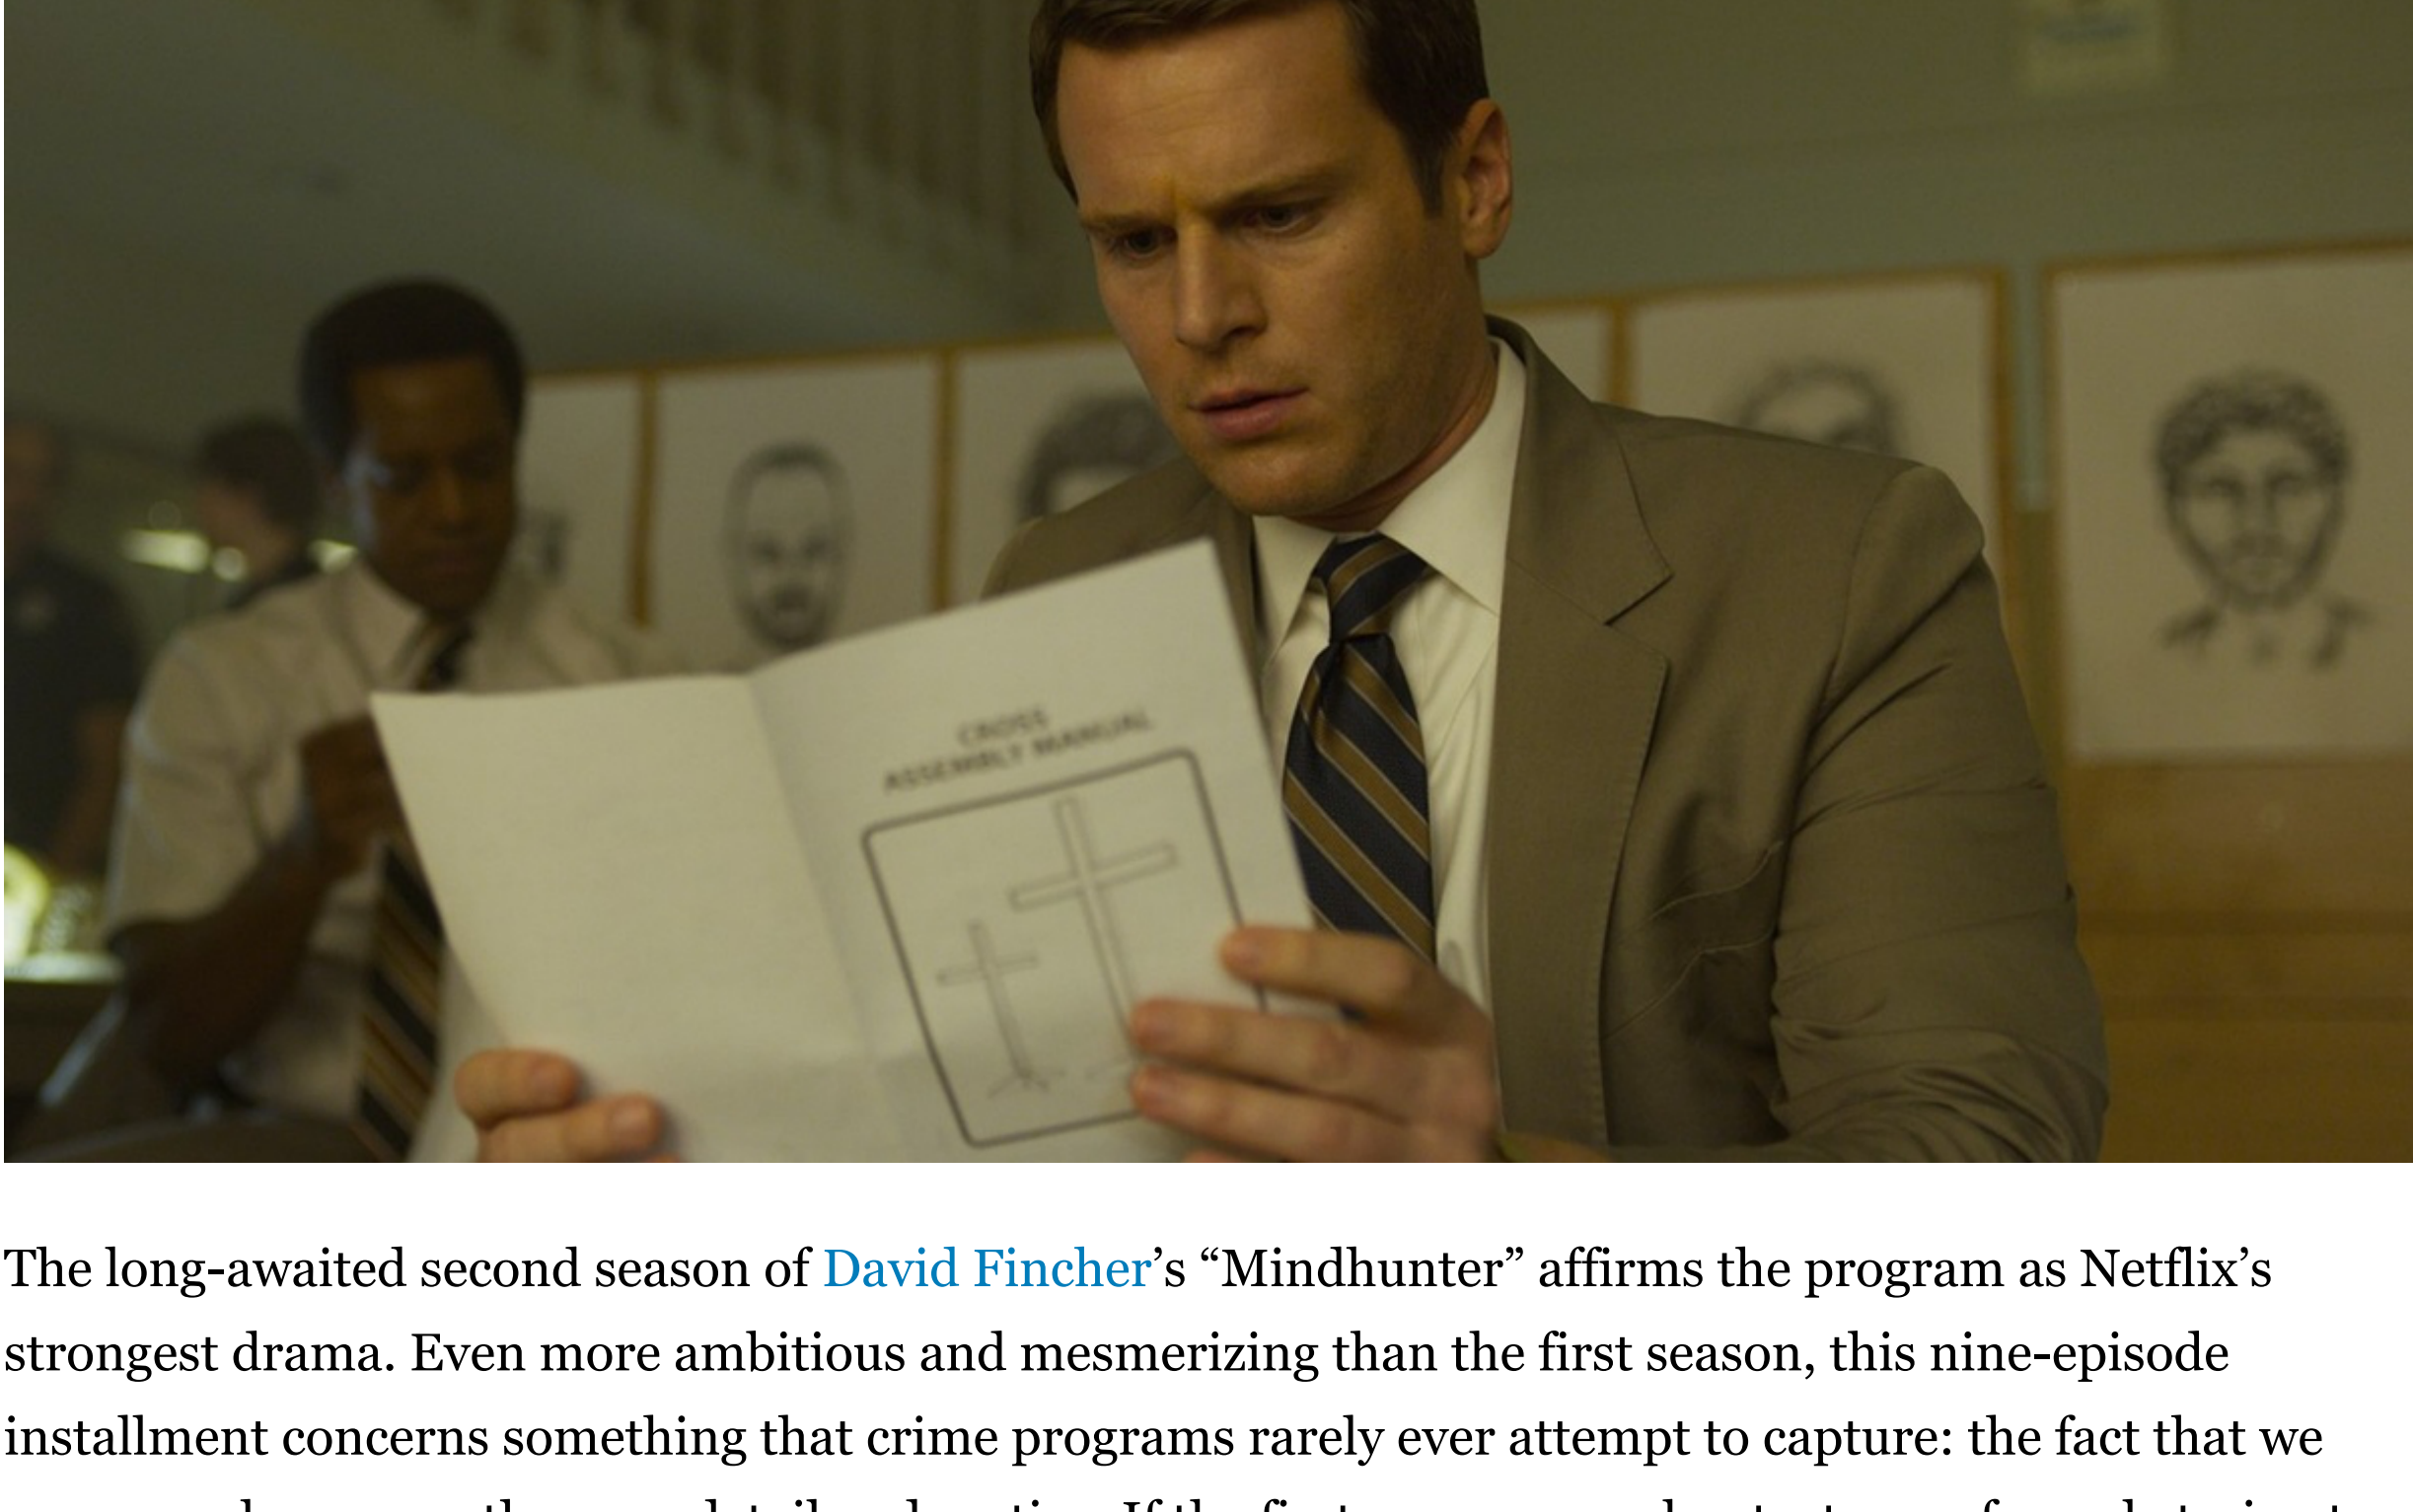 CROSS
ASSEMBLY MANUAL
The long-awaited second season of David Fincher’s “Mindhunter” affirms the program as Netflix’s
strongest drama. Even more ambitious and mesmerizing than the first season, this nine-episode
installment concerns something that crime programs rarely ever attempt to capture: the fact that we